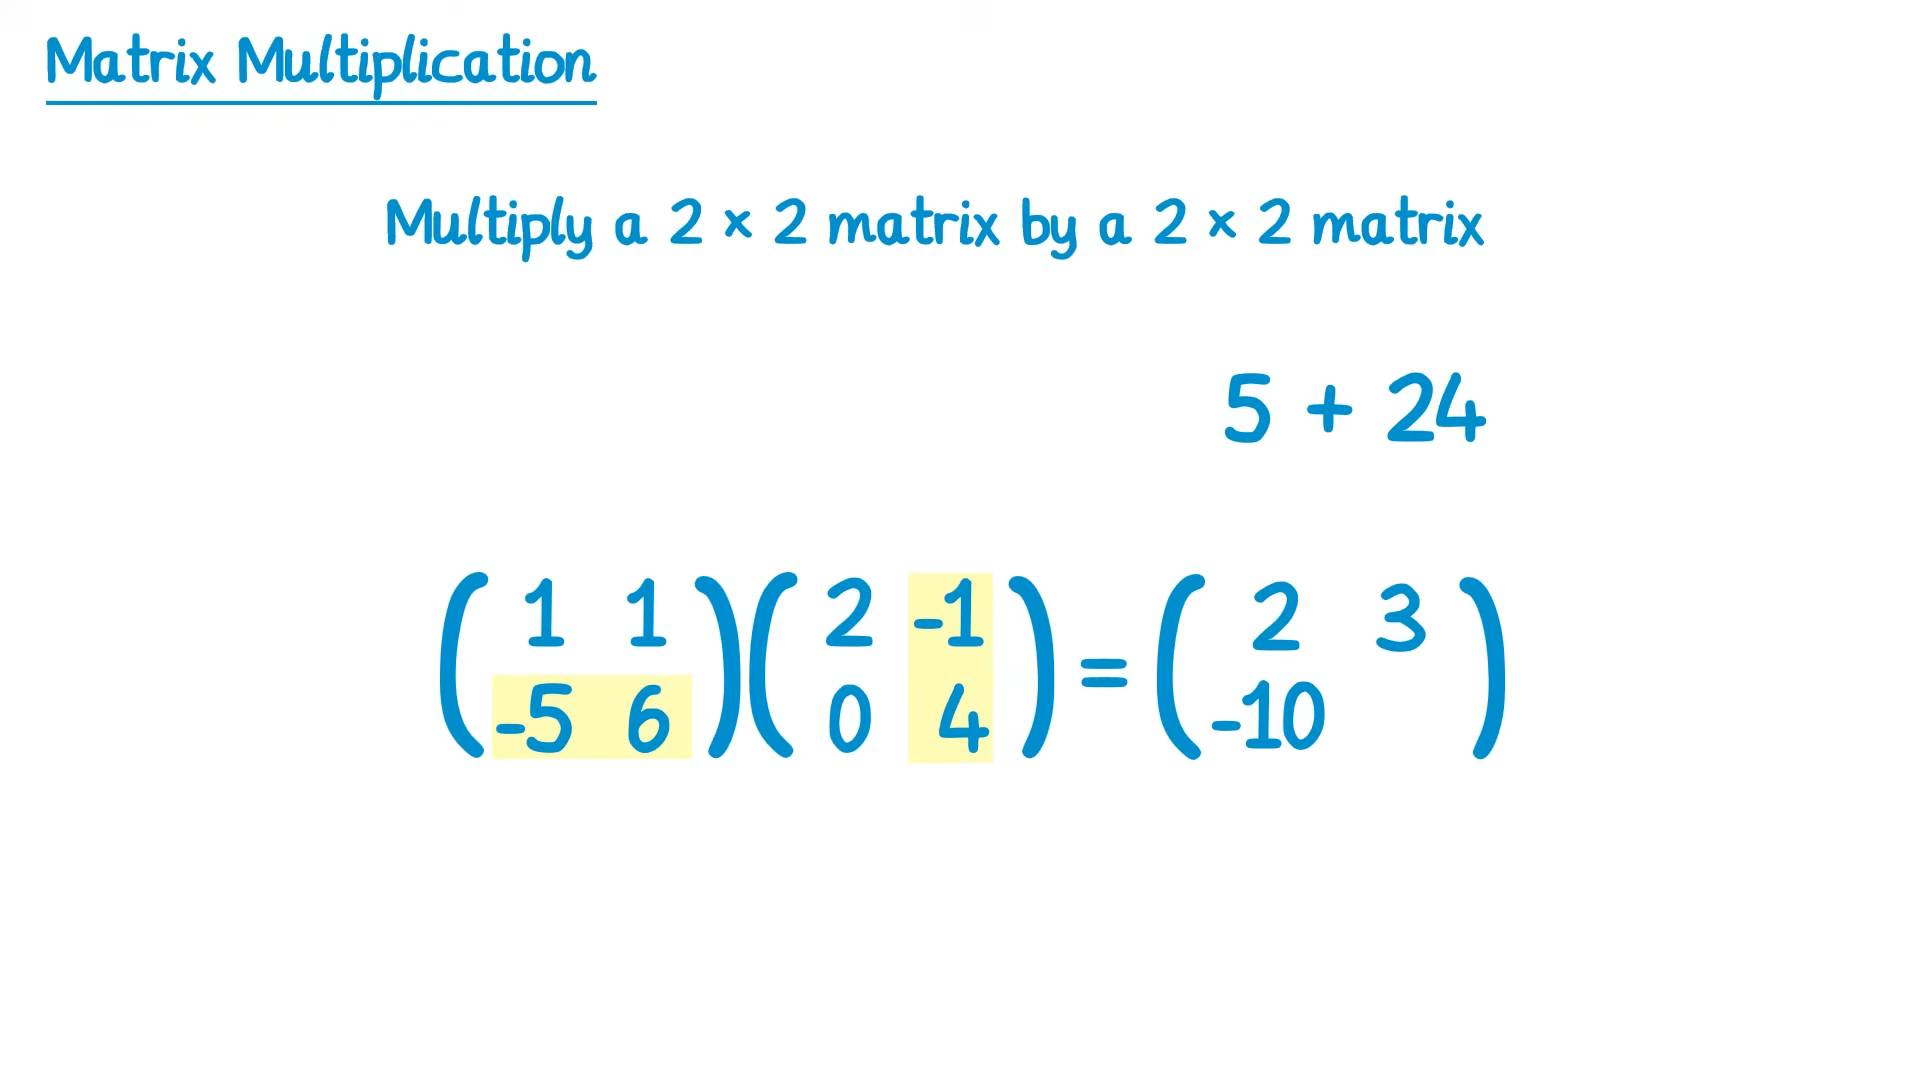 Matrix Multiplication
Multiply a 2 × 2 matrix by a 2 × 2 matrix
5 + 24
( 1 1 ) ( 2 -1 ) = ( 2 3 )
-5 6 0 4 -10